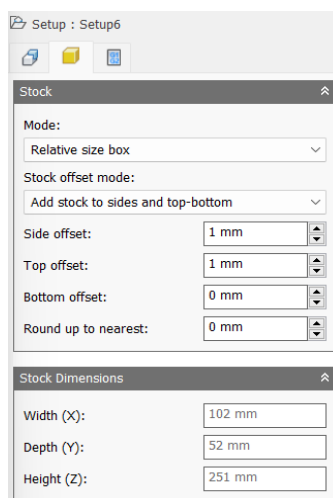 Setup : Setup6
Stock
Mode:
Relative size box
Stock offset mode:
Add stock to sides and top-bottom
Side offset: 1 mm
Top offset: 1 mm
Bottom offset: 0 mm
Round up to nearest: 0 mm
Stock Dimensions
Width (X): 102 mm
Depth (Y): 52 mm
Height (Z): 251 mm